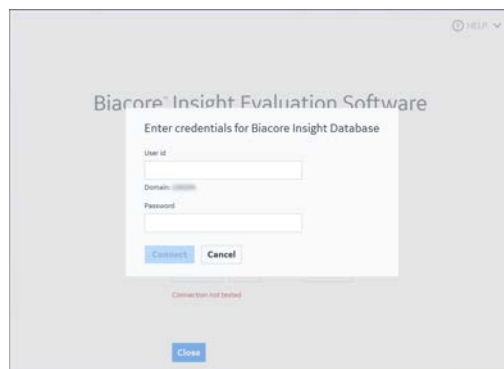 HELP
Biacore™ Insight Evaluation Software
Enter credentials for Biacore Insight Database
User id
Domain:
Password
Connect
Cancel
Connection not tested
Close